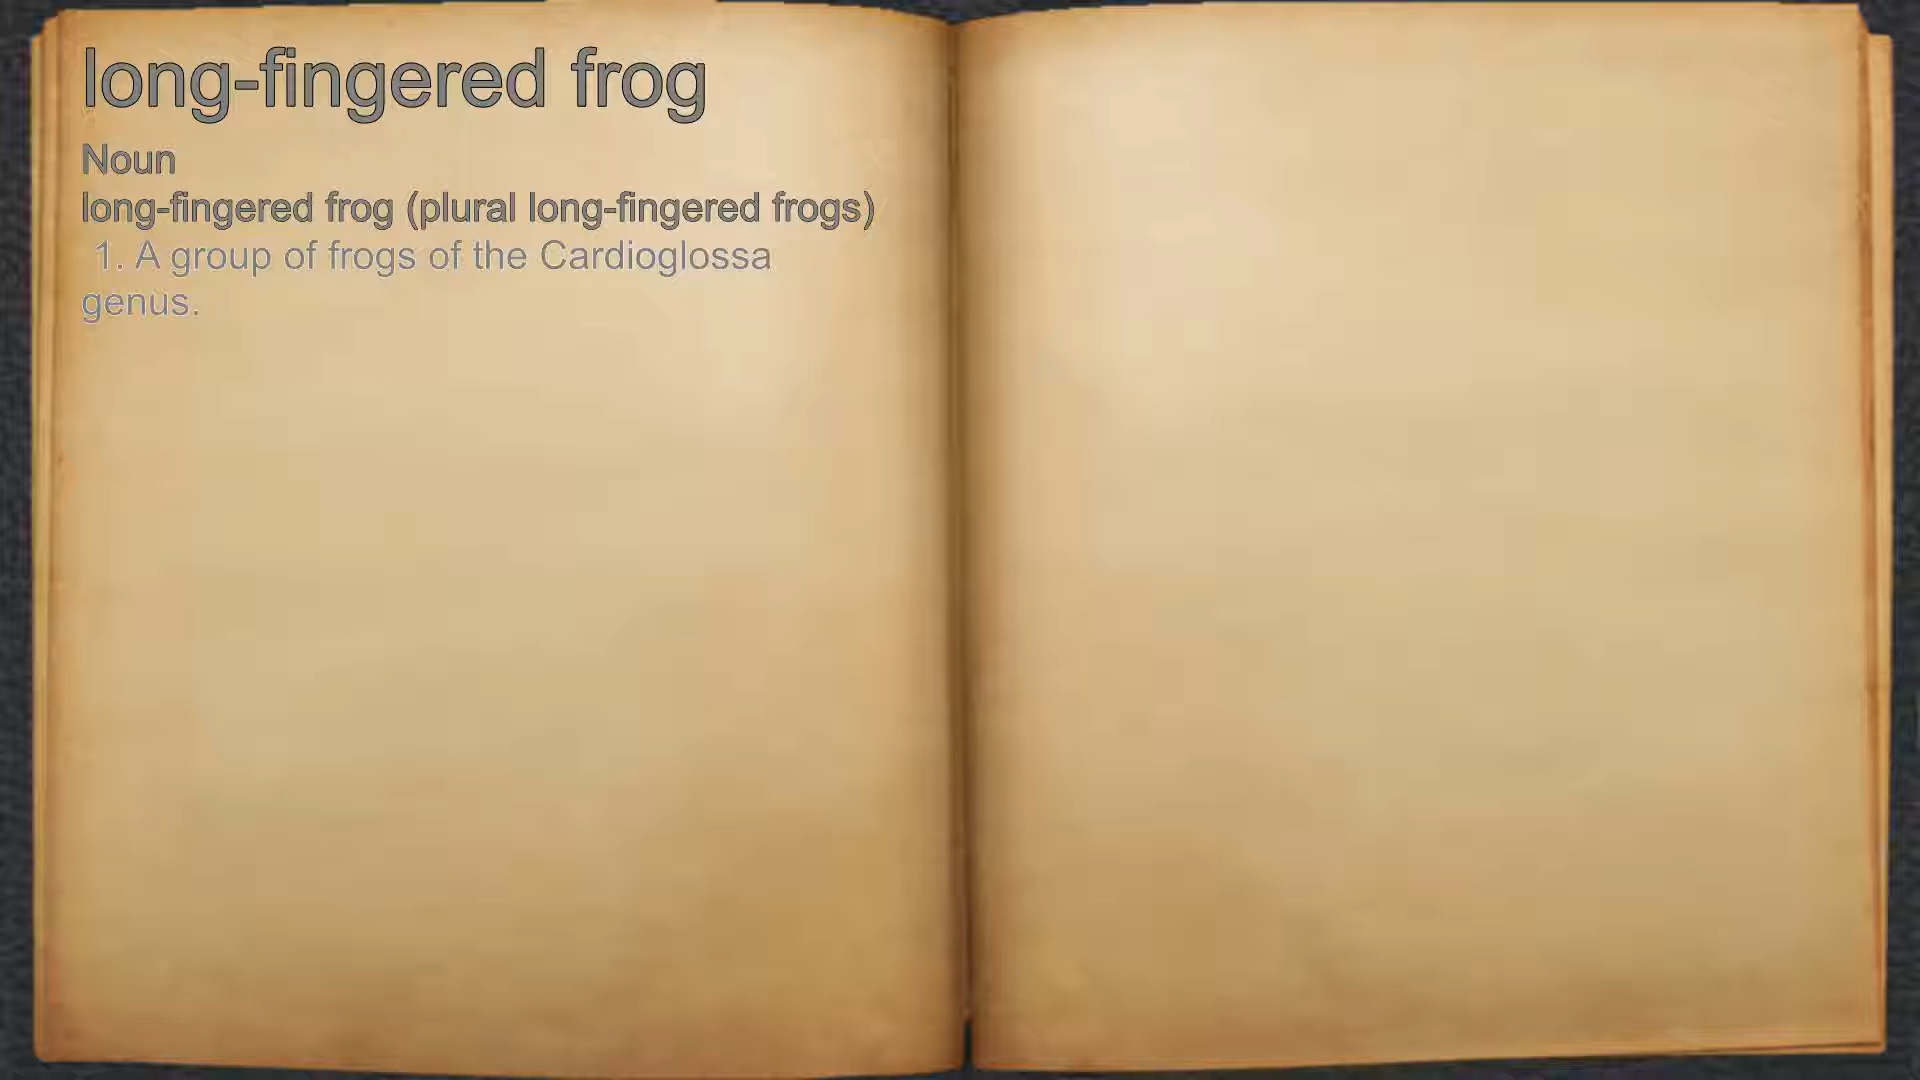 long-fingered frog
Noun
long-fingered frog (plural long-fingered frogs)
1. A group of frogs of the Cardioglossa
genus.